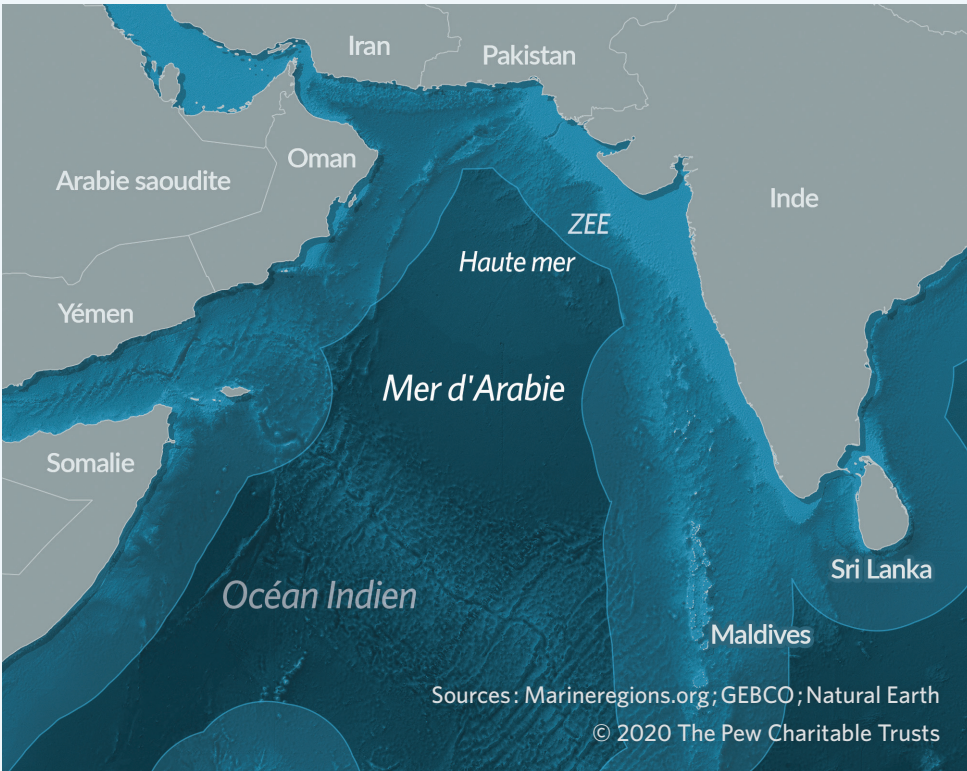 Iran
Pakistan
Oman
Arabie saoudite
Inde
ZEE
Haute mer
Yémen
Mer d'Arabie
Somalie
Sri Lanka
Océan Indien
Maldives
Sources : Marineregions.org ; GEBCO ; Natural Earth
© 2020 The Pew Charitable Trusts